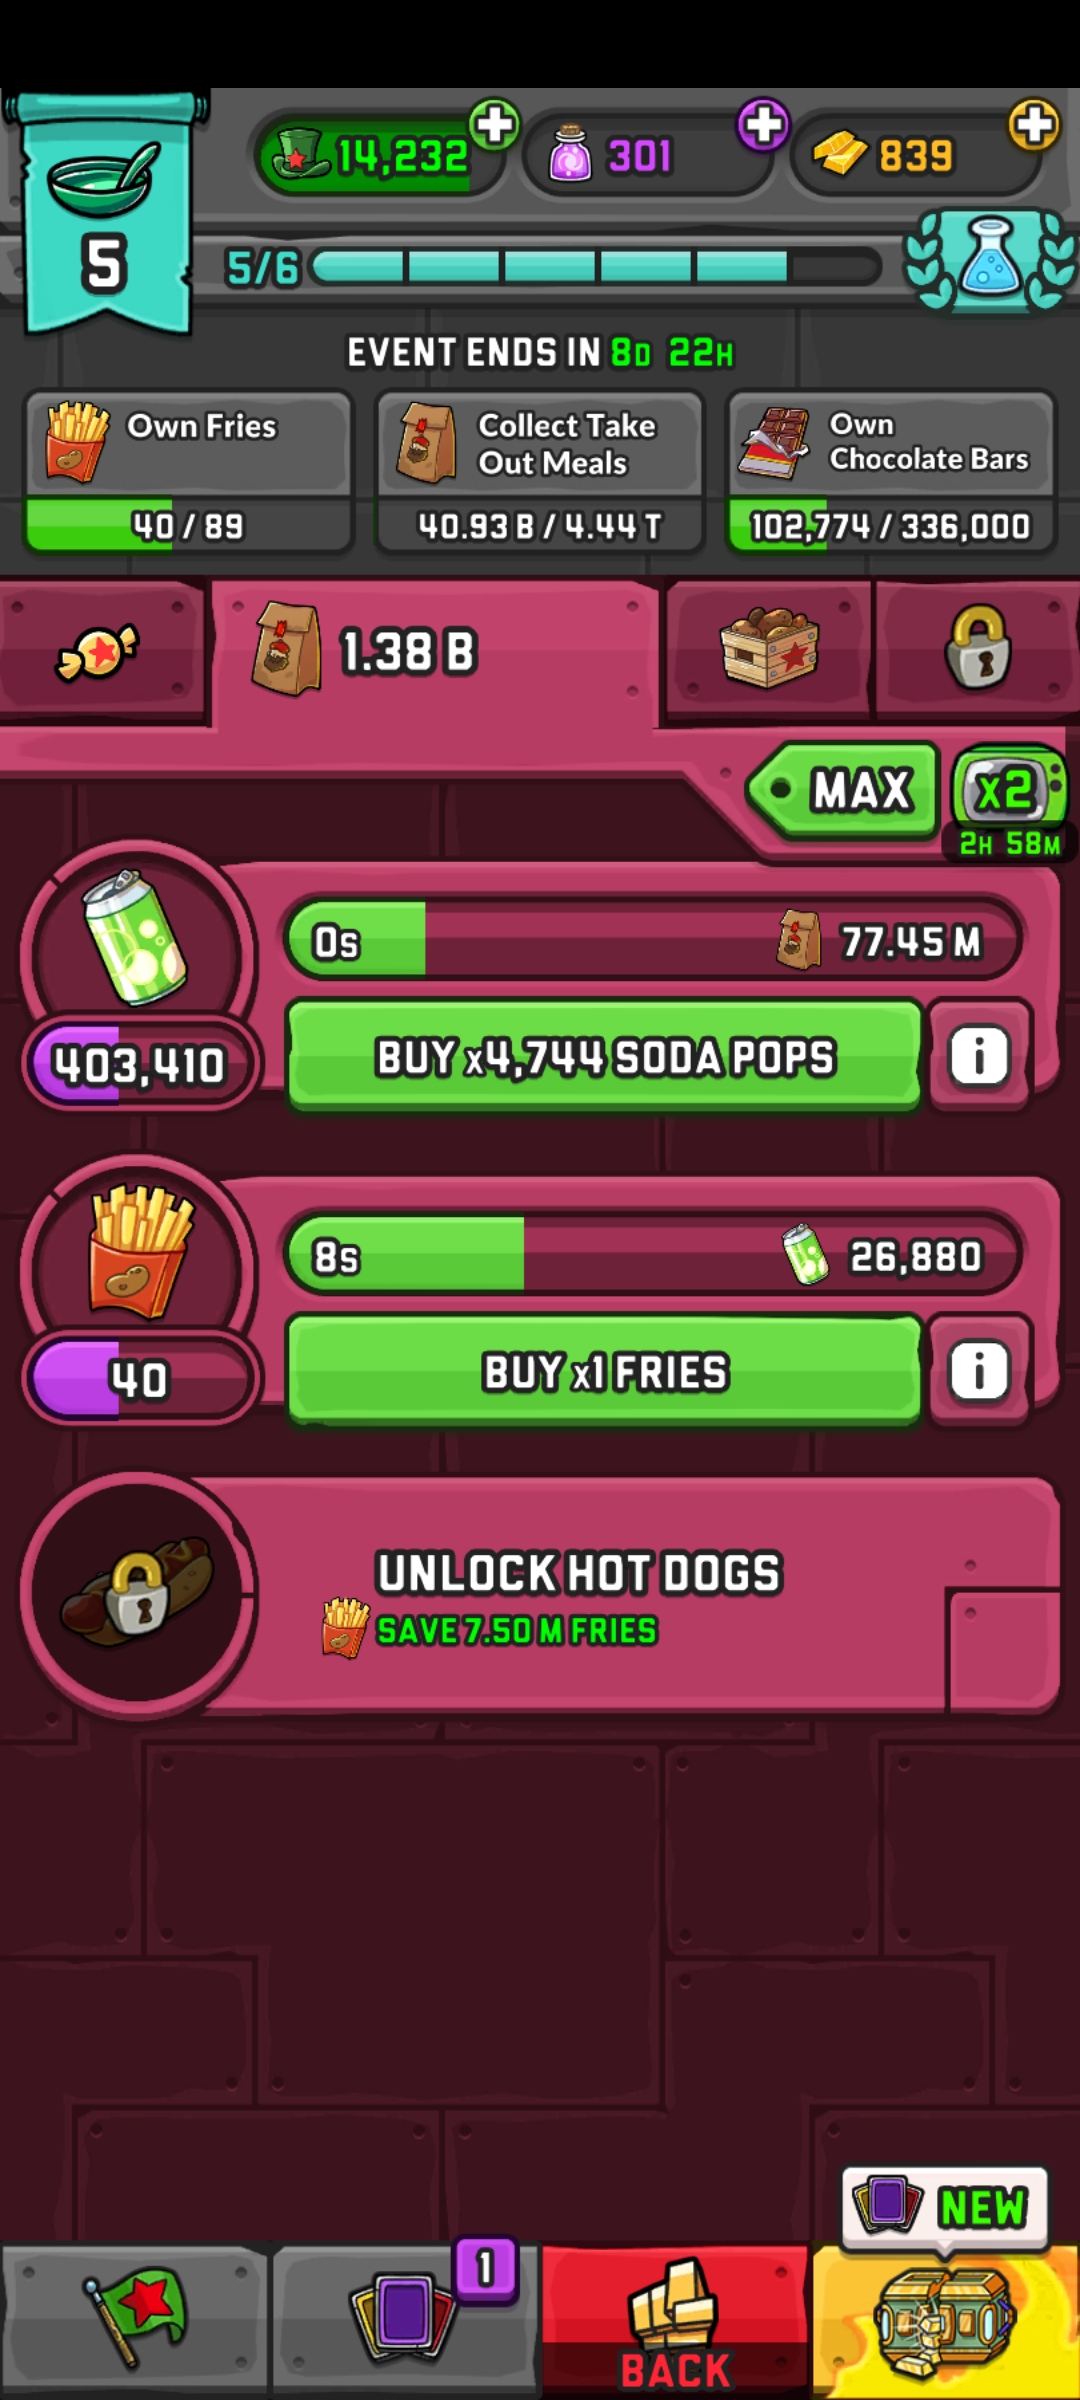 14,232
301
839
5
5/6
EVENT ENDS IN 8D 22H
Own Fries
40 / 89
Collect Take
Out Meals
40.93 B / 4.44 T
Own
Chocolate Bars
102,774 / 336,000
1.38 B
MAX
x2
2H 58M
0s
77.45 M
403,410
BUY x4,744 SODA POPS
i
8s
26,880
40
BUY x1 FRIES
i
UNLOCK HOT DOGS
SAVE 7.50 M FRIES
NEW
1
BACK